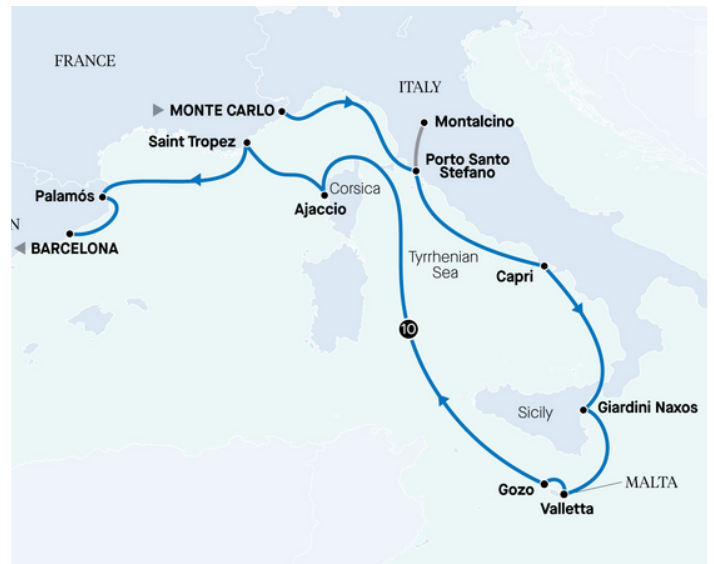 FRANCE
ITALY
MONTE CARLO
Montalcino
Saint Tropez
Porto Santo
Stefano
Corsica
Palamós
Ajaccio
N
BARCELONA
Tyrrhenian
Sea
Capri
10
Sicily
Giardini Naxos
Gozo
MALTA
Valletta